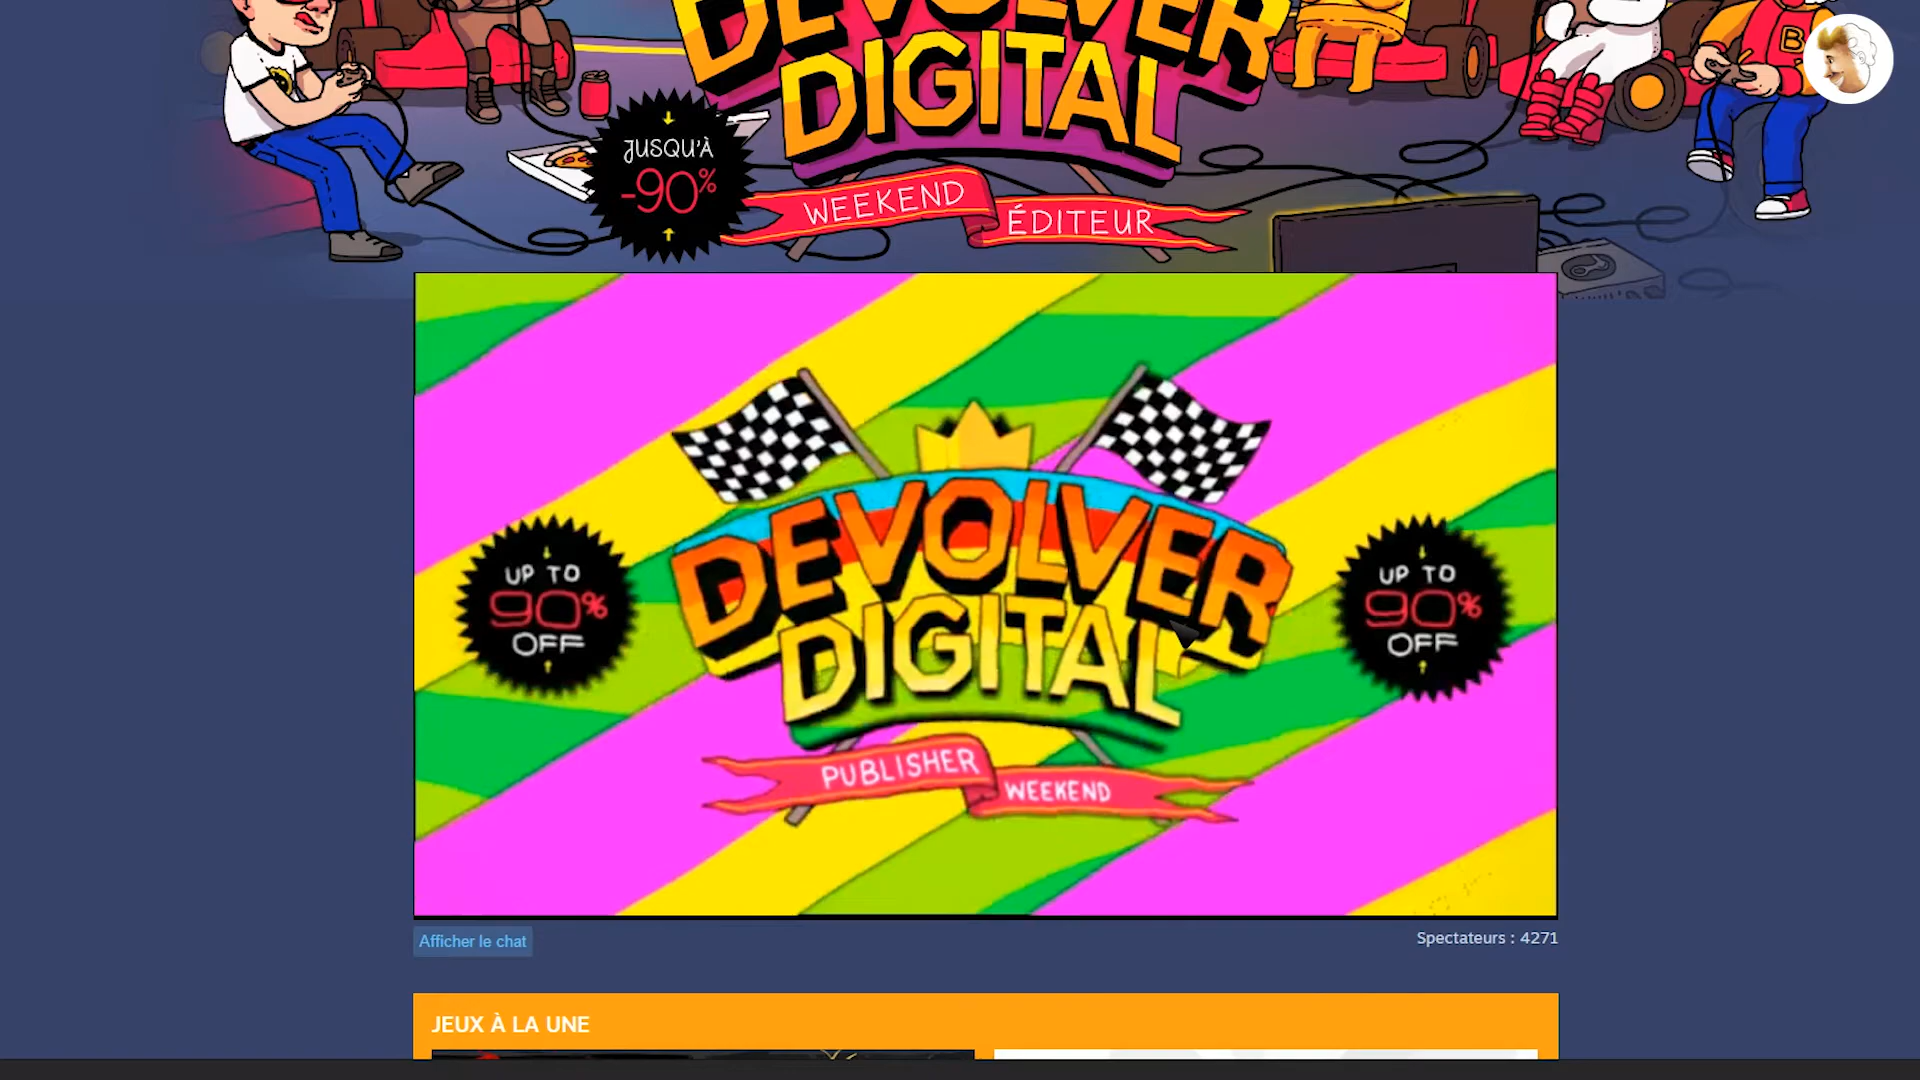 DEVOLVER
DIGITAL
JUSQU'À
-90%
WEEKEND
ÉDITEUR
B
UP TO
90%
OFF
DEVOLVER
DIGITAL
PUBLISHER
WEEKEND
UP TO
90%
OFF
Afficher le chat
Spectateurs : 4271
JEUX À LA UNE